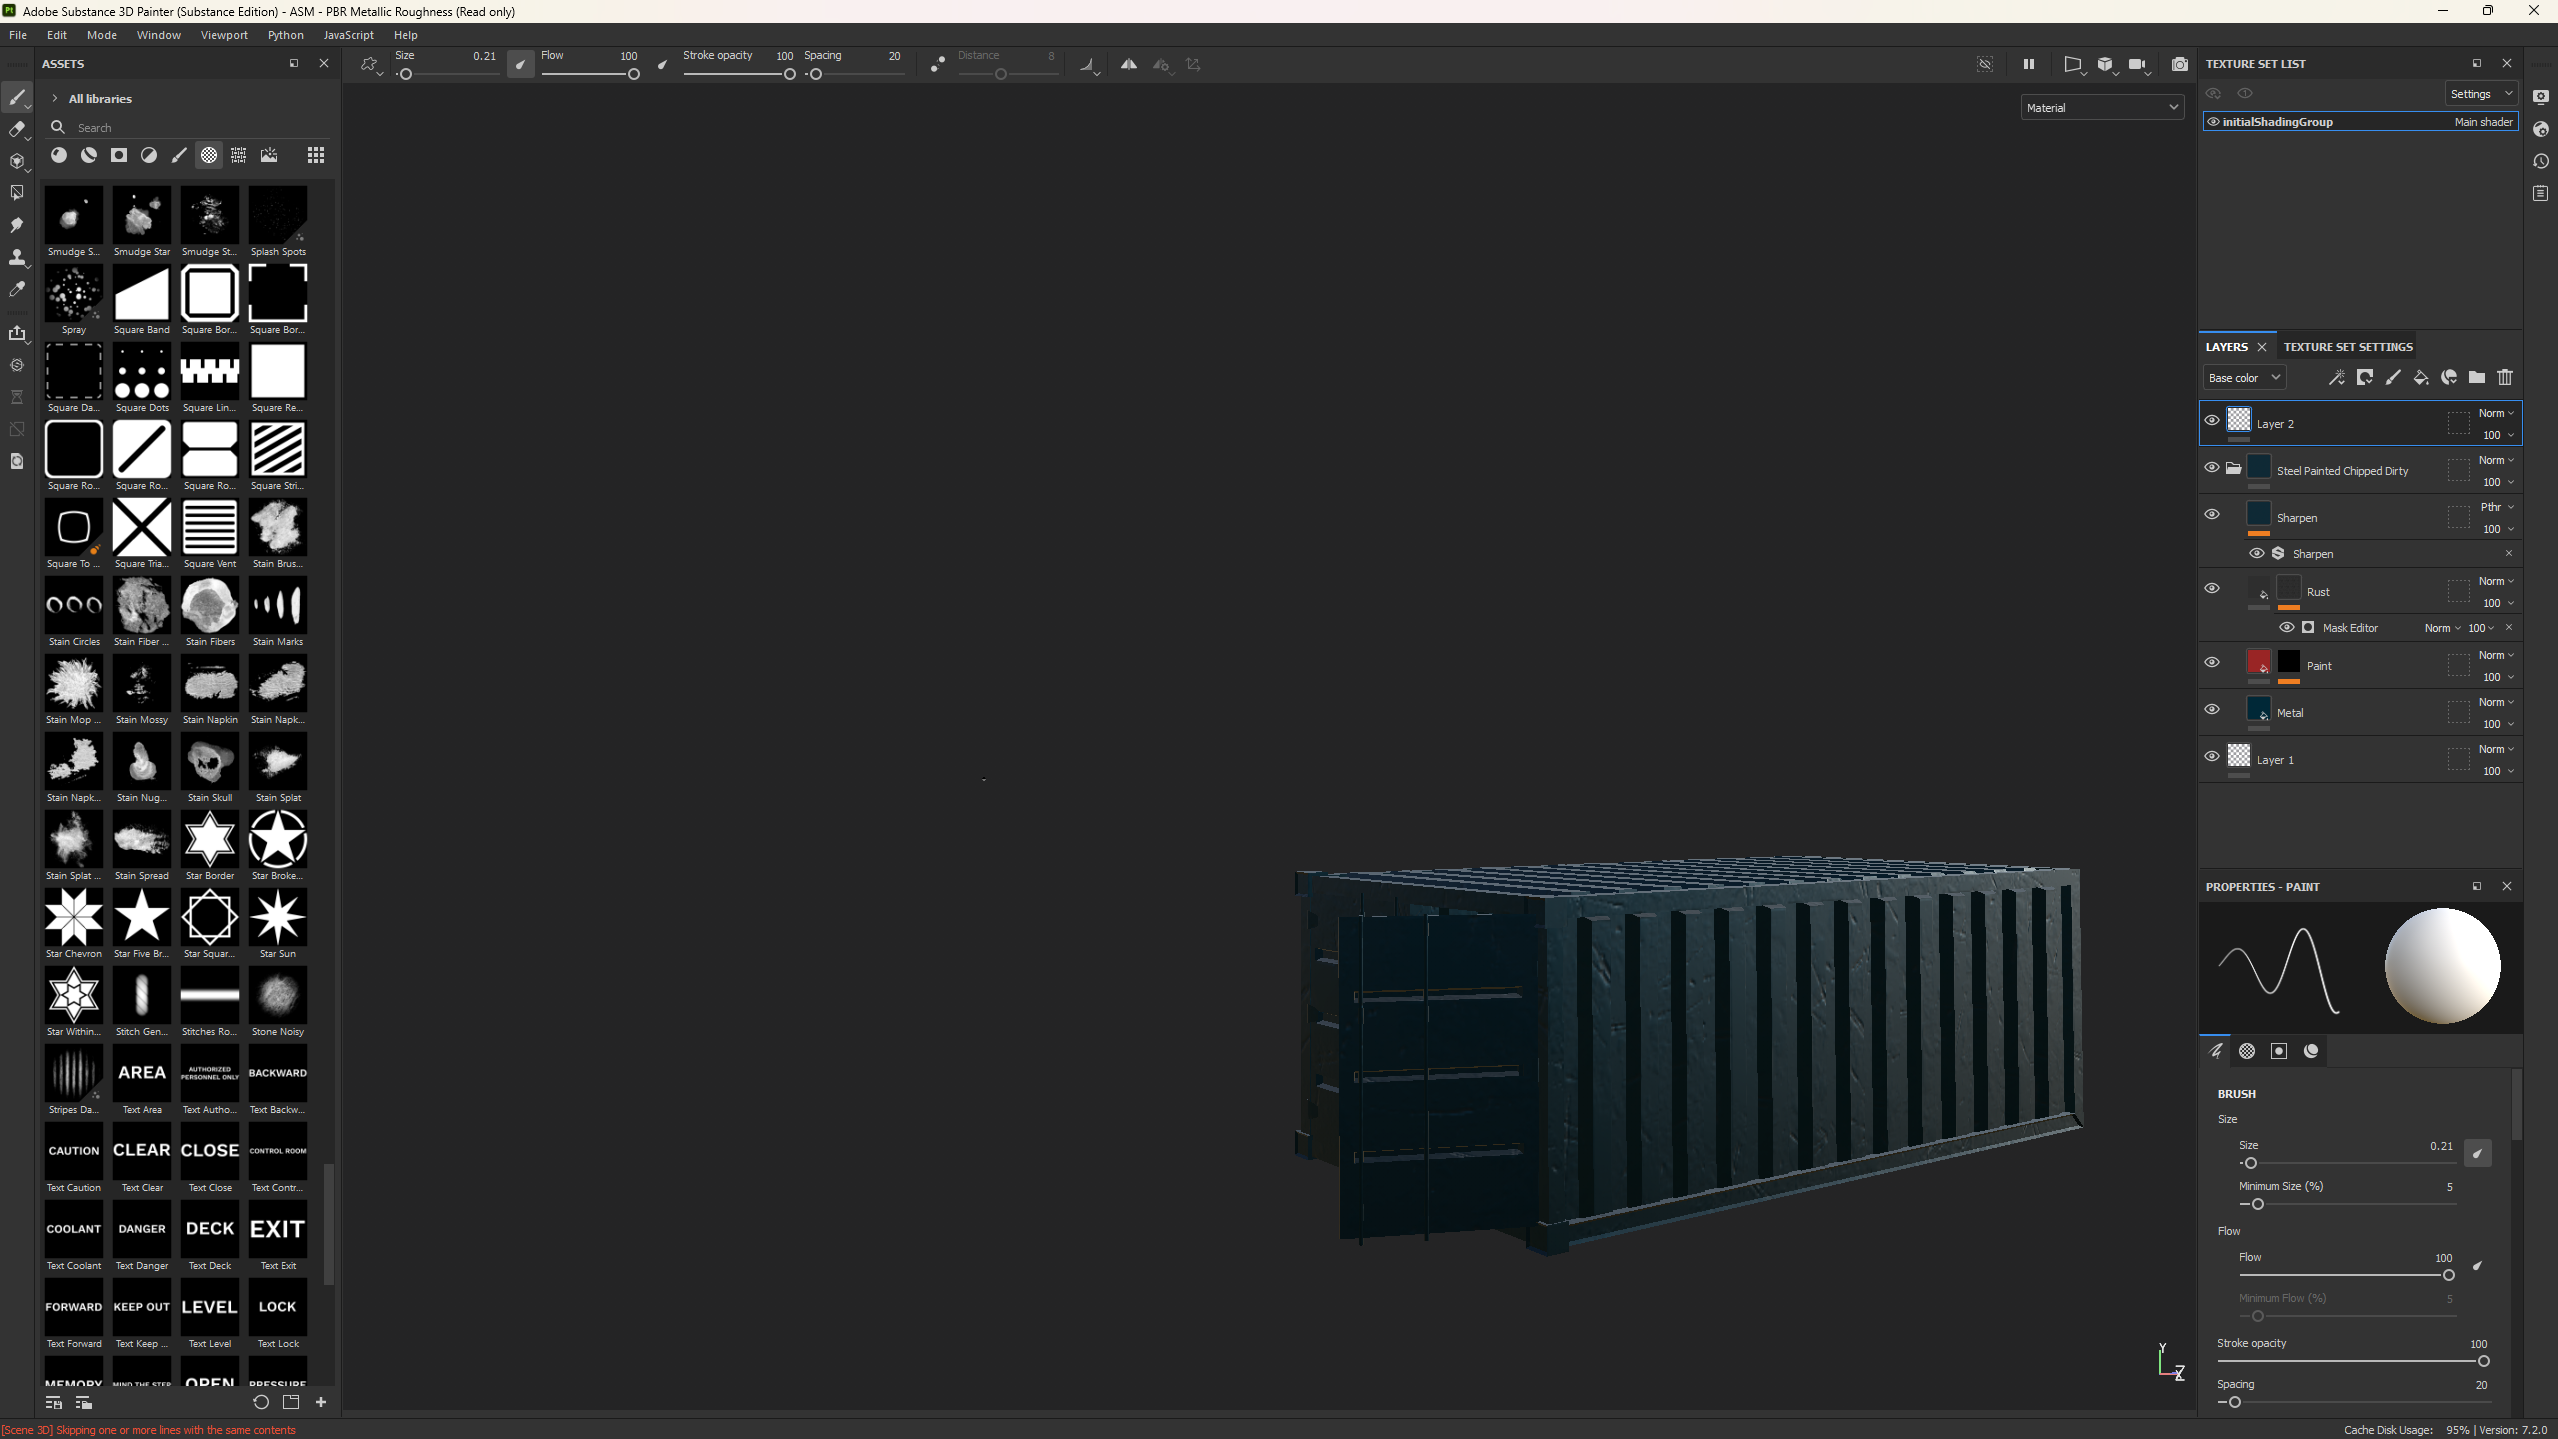 Adobe Substance 3D Painter (Substance Edition) - ASM - PBR Metallic Roughness (Read only)
File Edit Mode Window Viewport Python JavaScript Help
ASSETS
Size 0.21 Flow 100 Stroke opacity 100 Spacing 20 Distance 8
All libraries
Search
Smudge S... Smudge Star Smudge St... Splash Spots
Spray Square Band Square Bor... Square Bor...
Square Da... Square Dots Square Lin... Square Re...
Square Ro... Square Ro... Square Ro... Square Stri...
Square To ... Square Tria... Square Vent Stain Brus...
Stain Circles Stain Fiber ... Stain Fibers Stain Marks
Stain Mop ... Stain Mossy Stain Napkin Stain Napk...
Stain Napk... Stain Nug... Stain Skull Stain Splat
Stain Splat ... Stain Spread Star Border Star Broke...
Star Chevron Star Five Br... Star Squar... Star Sun
Star Within... Stitch Gen... Stitches Ro... Stone Noisy
AREA AUTHORIZED PERSONNEL ONLY BACKWARD
Stripes Da... Text Area Text Autho... Text Backw...
CAUTION CLEAR CLOSE CONTROL ROOM
Text Caution Text Clear Text Close Text Contr...
COOLANT DANGER DECK EXIT
Text Coolant Text Danger Text Deck Text Exit
FORWARD KEEP OUT LEVEL LOCK
Text Forward Text Keep ... Text Level Text Lock
MEMORY MIND THE STEP OPEN PRESSURE
Material
Y
Z
TEXTURE SET LIST
Settings
initialShadingGroup Main shader
LAYERS TEXTURE SET SETTINGS
Base color
Layer 2 Norm 100
Steel Painted Chipped Dirty Norm 100
Sharpen Pthr 100
Sharpen
Rust Norm 100
Mask Editor Norm 100
Paint Norm 100
Metal Norm 100
Layer 1 Norm 100
PROPERTIES - PAINT
BRUSH
Size
Size 0.21
Minimum Size (%) 5
Flow
Flow 100
Minimum Flow (%) 5
Stroke opacity 100
Spacing 20
[Scene 3D] Skipping one or more lines with the same contents
Cache Disk Usage: 95% | Version: 7.2.0